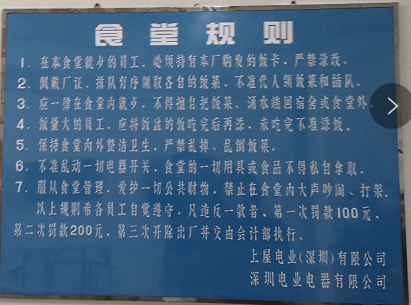 食堂规则
1. 在本食堂就歺的员工，必须持有本厂购发的饭卡，严禁涂改。
2. 佩戴厂证，排队有序领取各自的饭菜，不准代人领饭菜和插队。
3. 应一律在食堂内就歺，不得擅自把饭菜、汤水端回宿舍或食堂外。
4. 饭量大的员工，应将饭盆的饭吃完后再添，未吃完不准添饭。
5. 保持食堂内外整洁卫生，严禁乱掉、乱倒饭菜。
6. 不准乱动一切电器开关，食堂的一切用具或食品不得私自拿取。
7. 服从食堂管理，爱护一切公共财物，禁止在食堂内大声吵闹、打架。
以上规则希各员工自觉遵守，凡违反一款者，第一次罚款100元，
第二次罚款200元，第三次开除出厂并交由会计部执行。
上屋电业(深圳)有限公司
深圳电业电器有限公司